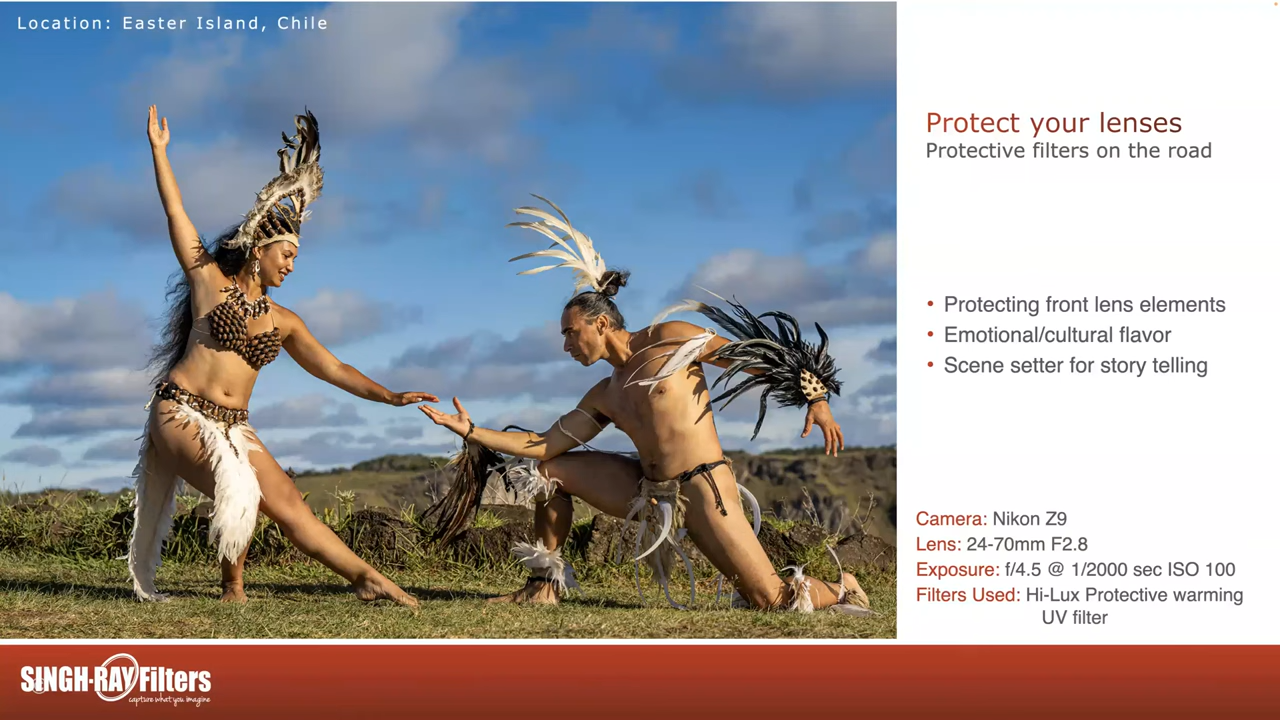 Location: Easter Island, Chile
Protect your lenses
Protective filters on the road
• Protecting front lens elements
• Emotional/cultural flavor
• Scene setter for story telling
Camera: Nikon Z9
Lens: 24-70mm F2.8
Exposure: f/4.5 @ 1/2000 sec ISO 100
Filters Used: Hi-Lux Protective warming
UV filter
SINGH-RAY Filters
capture what you imagine